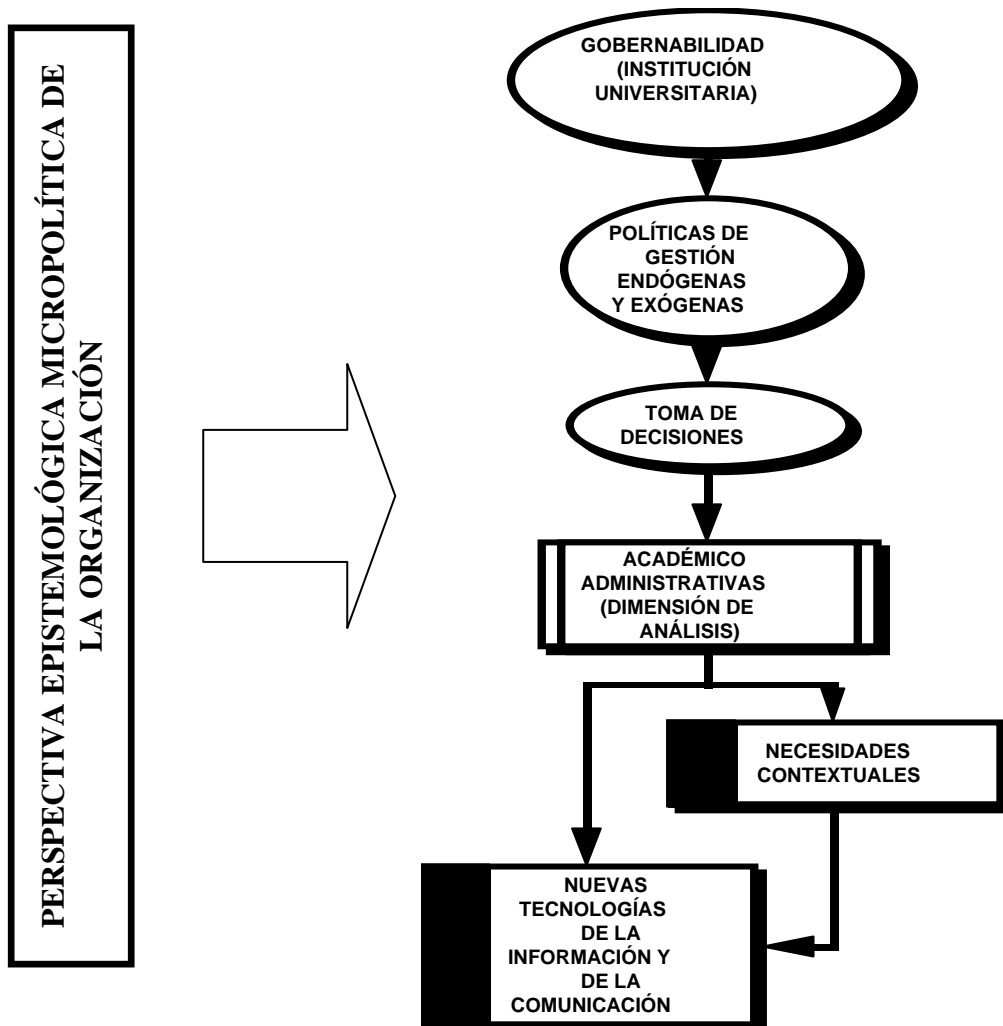 PERSPECTIVA EPISTEMOLÓGICA MICROPOLÍTICA DE
LA ORGANIZACIÓN
GOBERNABILIDAD
(INSTITUCIÓN
UNIVERSITARIA)
POLÍTICAS DE
GESTIÓN
ENDÓGENAS
Y EXÓGENAS
TOMA DE
DECISIONES
ACADÉMICO
ADMINISTRATIVAS
(DIMENSIÓN DE
ANÁLISIS)
NECESIDADES
CONTEXTUALES
NUEVAS
TECNOLOGÍAS
DE LA
INFORMACIÓN Y
DE LA
COMUNICACIÓN